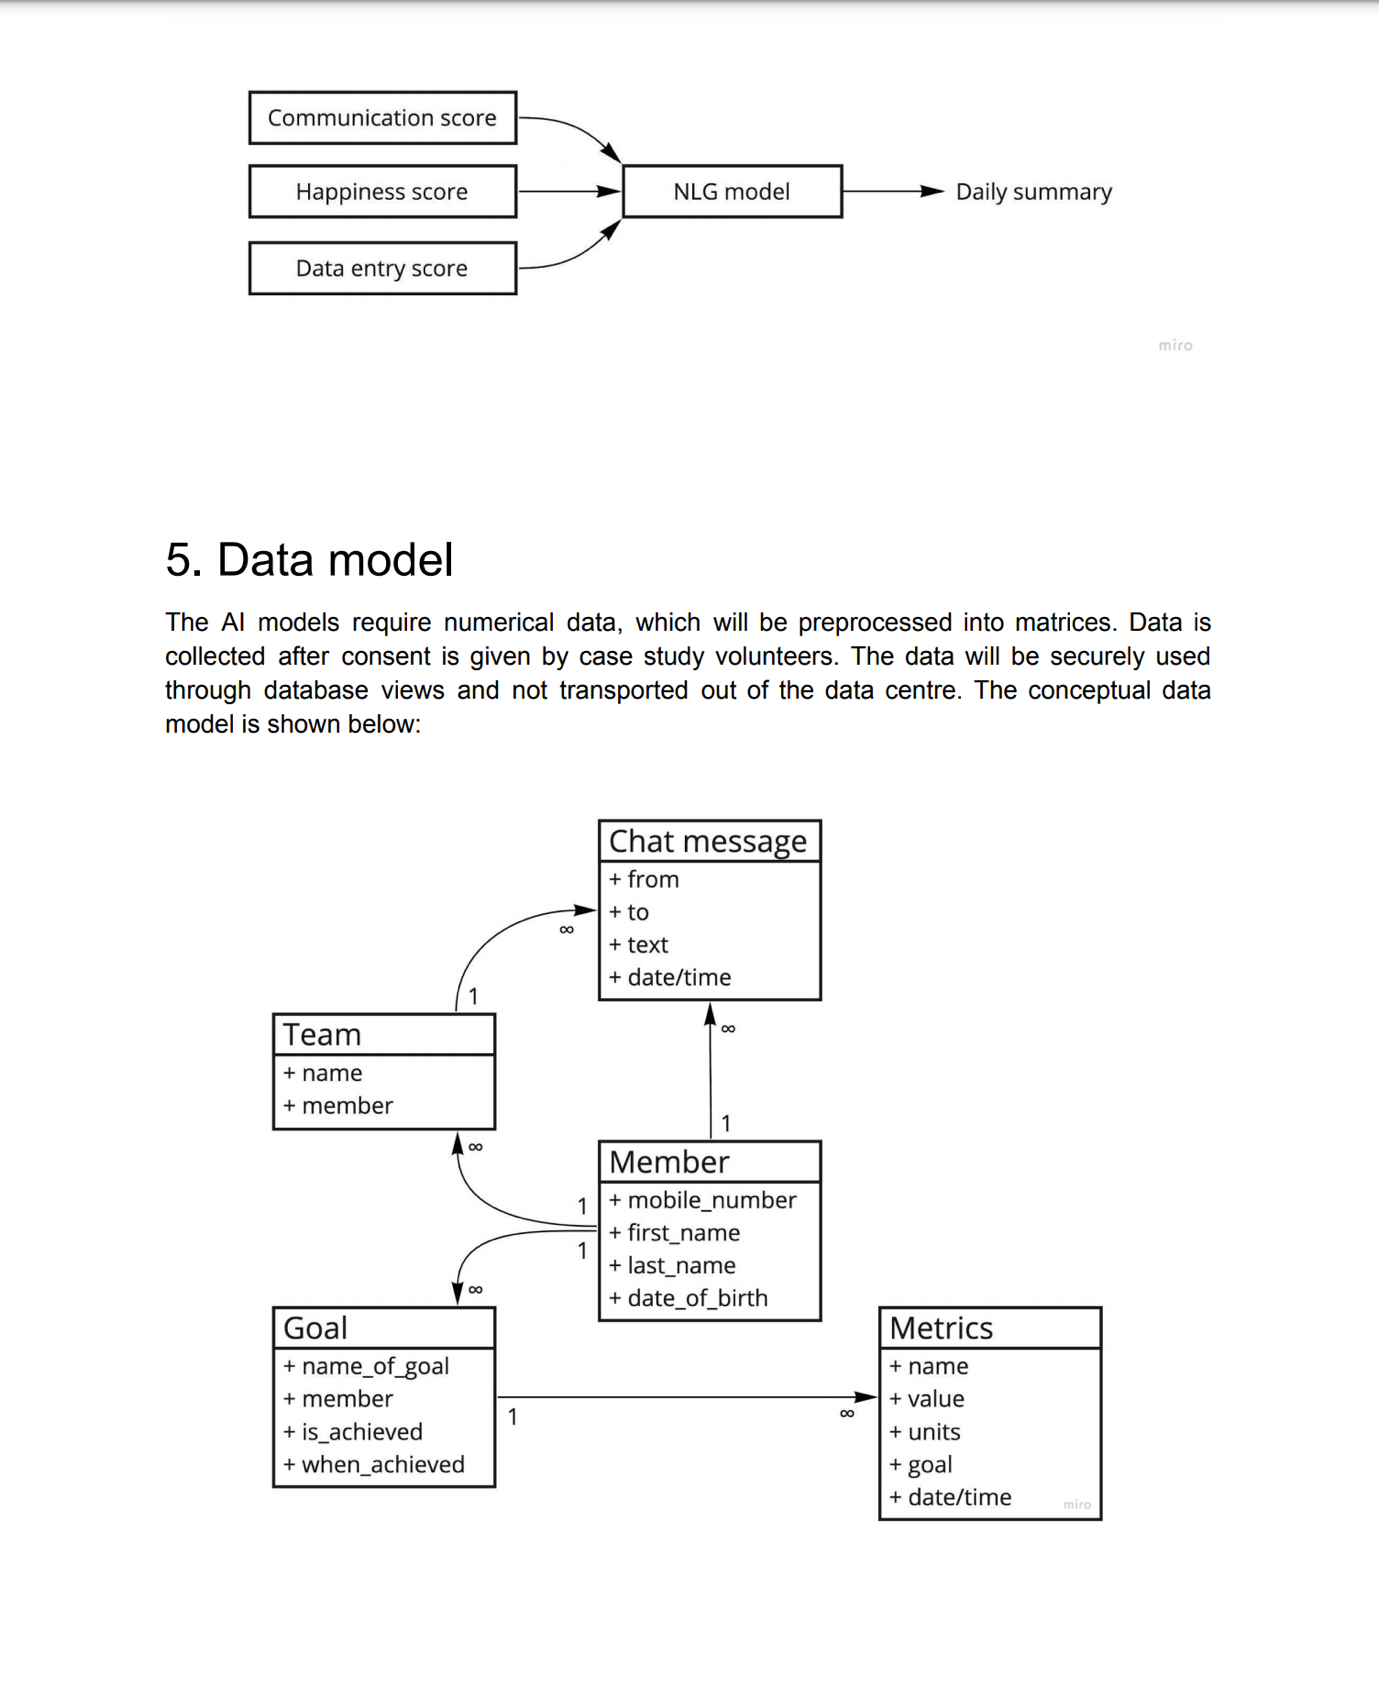 Communication score
Happiness score
NLG model
Daily summary
Data entry score
miro
5. Data model
The AI models require numerical data, which will be preprocessed into matrices. Data is
collected after consent is given by case study volunteers. The data will be securely used
through database views and not transported out of the data centre. The conceptual data
model is shown below:
Chat message
+ from
+ to
+ text
+ date/time
∞
1
Team
+ name
+ member
∞
1
∞
Member
+ mobile_number
+ first_name
+ last_name
+ date_of_birth
1
1
∞
Goal
+ name_of_goal
+ member
+ is_achieved
+ when_achieved
1
∞
Metrics
+ name
+ value
+ units
+ goal
+ date/time
miro